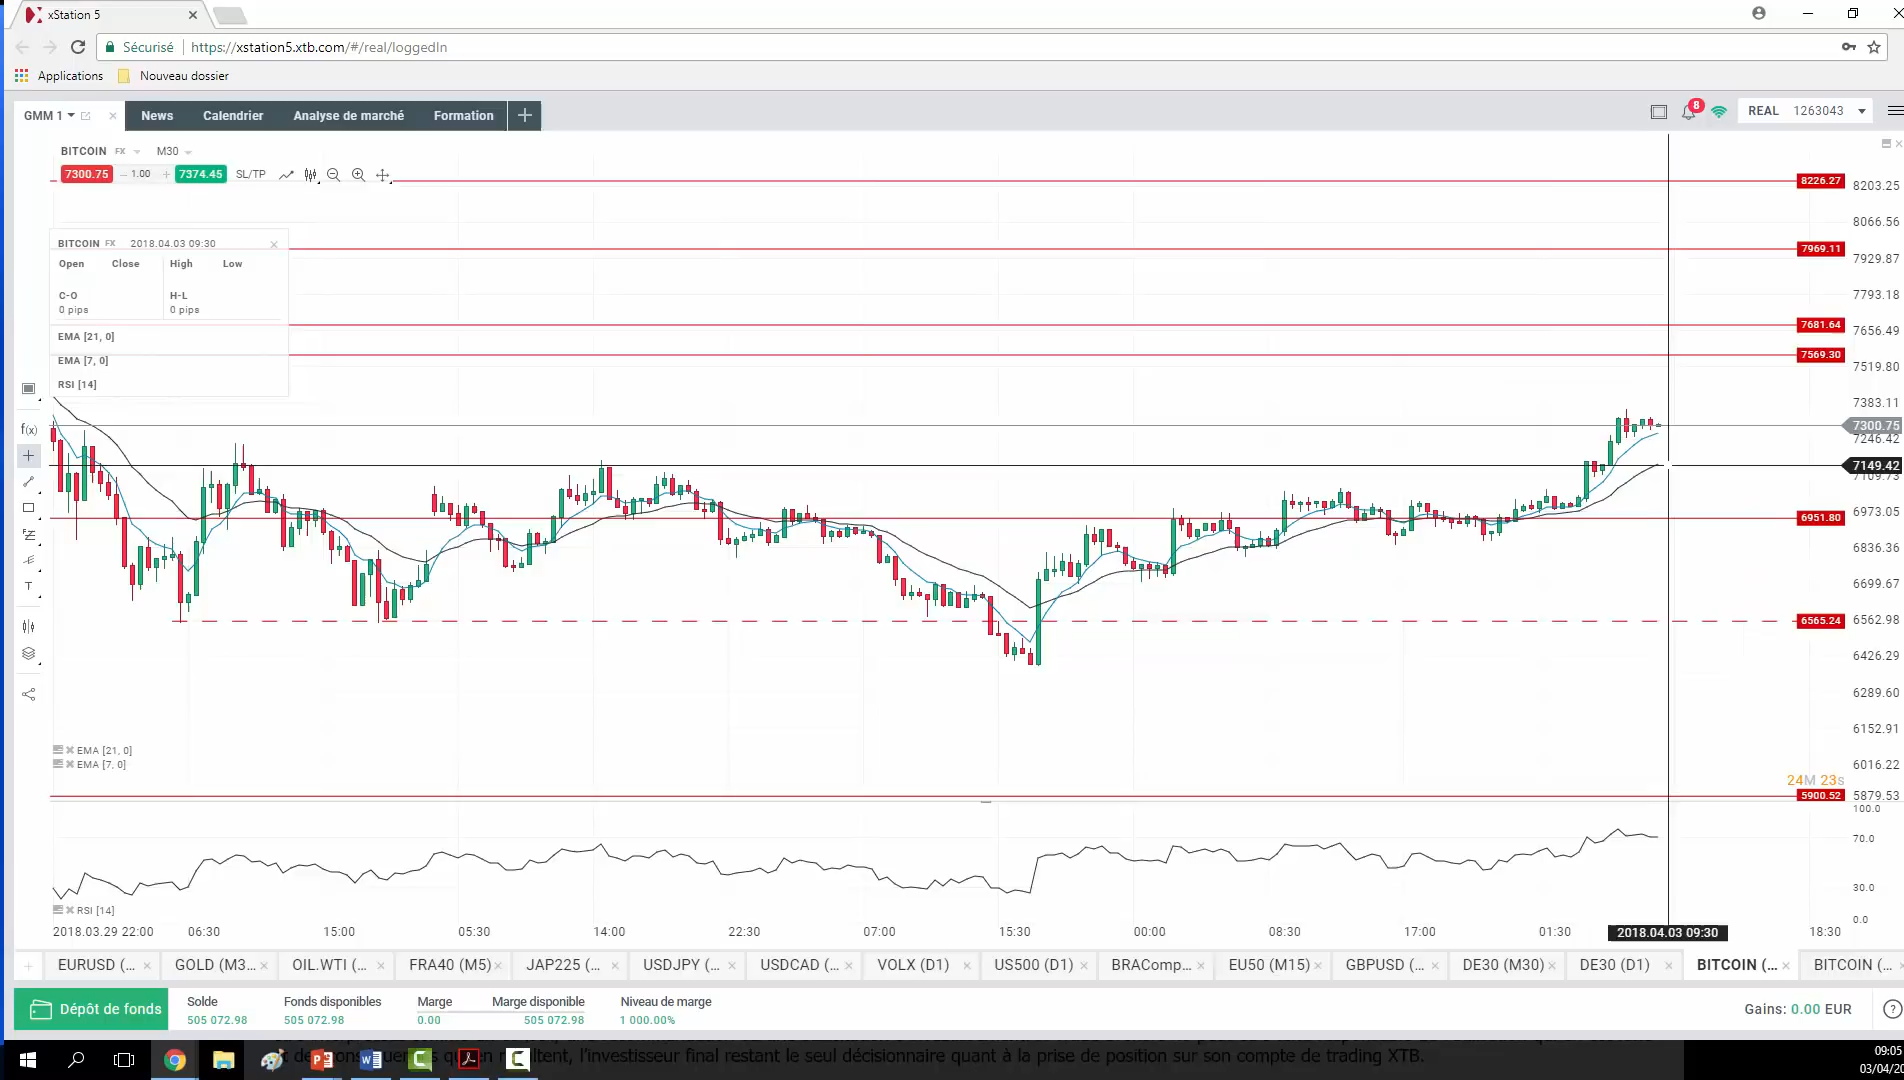 xStation 5
Sécurisé https://xstation5.xtb.com/#/real/loggedIn
Applications Nouveau dossier
GMM 1 News Calendrier Analyse de marché Formation
8 REAL 1263043
BITCOIN FX M30
7300.75 1.00 7374.45 SL/TP
8226.27
8203.25
8066.56
7969.11
7929.87
7793.18
7681.64
7656.49
7569.30
7519.80
7383.11
7300.75
7246.42
7149.42
7109.73
6973.05
6951.80
6836.36
6699.67
6565.24
6562.98
6426.29
6289.60
6152.91
6016.22
5900.52
5879.53
BITCOIN FX 2018.04.03 09:30
Open Close High Low
C-O H-L
0 pips 0 pips
EMA [21, 0]
EMA [7, 0]
RSI [14]
f(x)
T
EMA [21, 0]
EMA [7, 0]
24M 23s
100.0
70.0
30.0
0.0
RSI [14]
2018.03.29 22:00 06:30 15:00 05:30 14:00 22:30 07:00 15:30 00:00 08:30 17:00 01:30 2018.04.03 09:30 18:30
EURUSD (... GOLD (M3... OIL.WTI (... FRA40 (M5) JAP225 (... USDJPY (... USDCAD (... VOLX (D1) US500 (D1) BRAComp... EU50 (M15) GBPUSD (... DE30 (M30) DE30 (D1) BITCOIN (... BITCOIN (...
Dépôt de fonds
Solde Fonds disponibles Marge Marge disponible Niveau de marge
505 072.98 505 072.98 0.00 505 072.98 1 000.00%
Gains: 0.00 EUR
l'investisseur final restant le seul décisionnaire quant à la prise de position sur son compte de trading XTB.
09:05
03/04/20